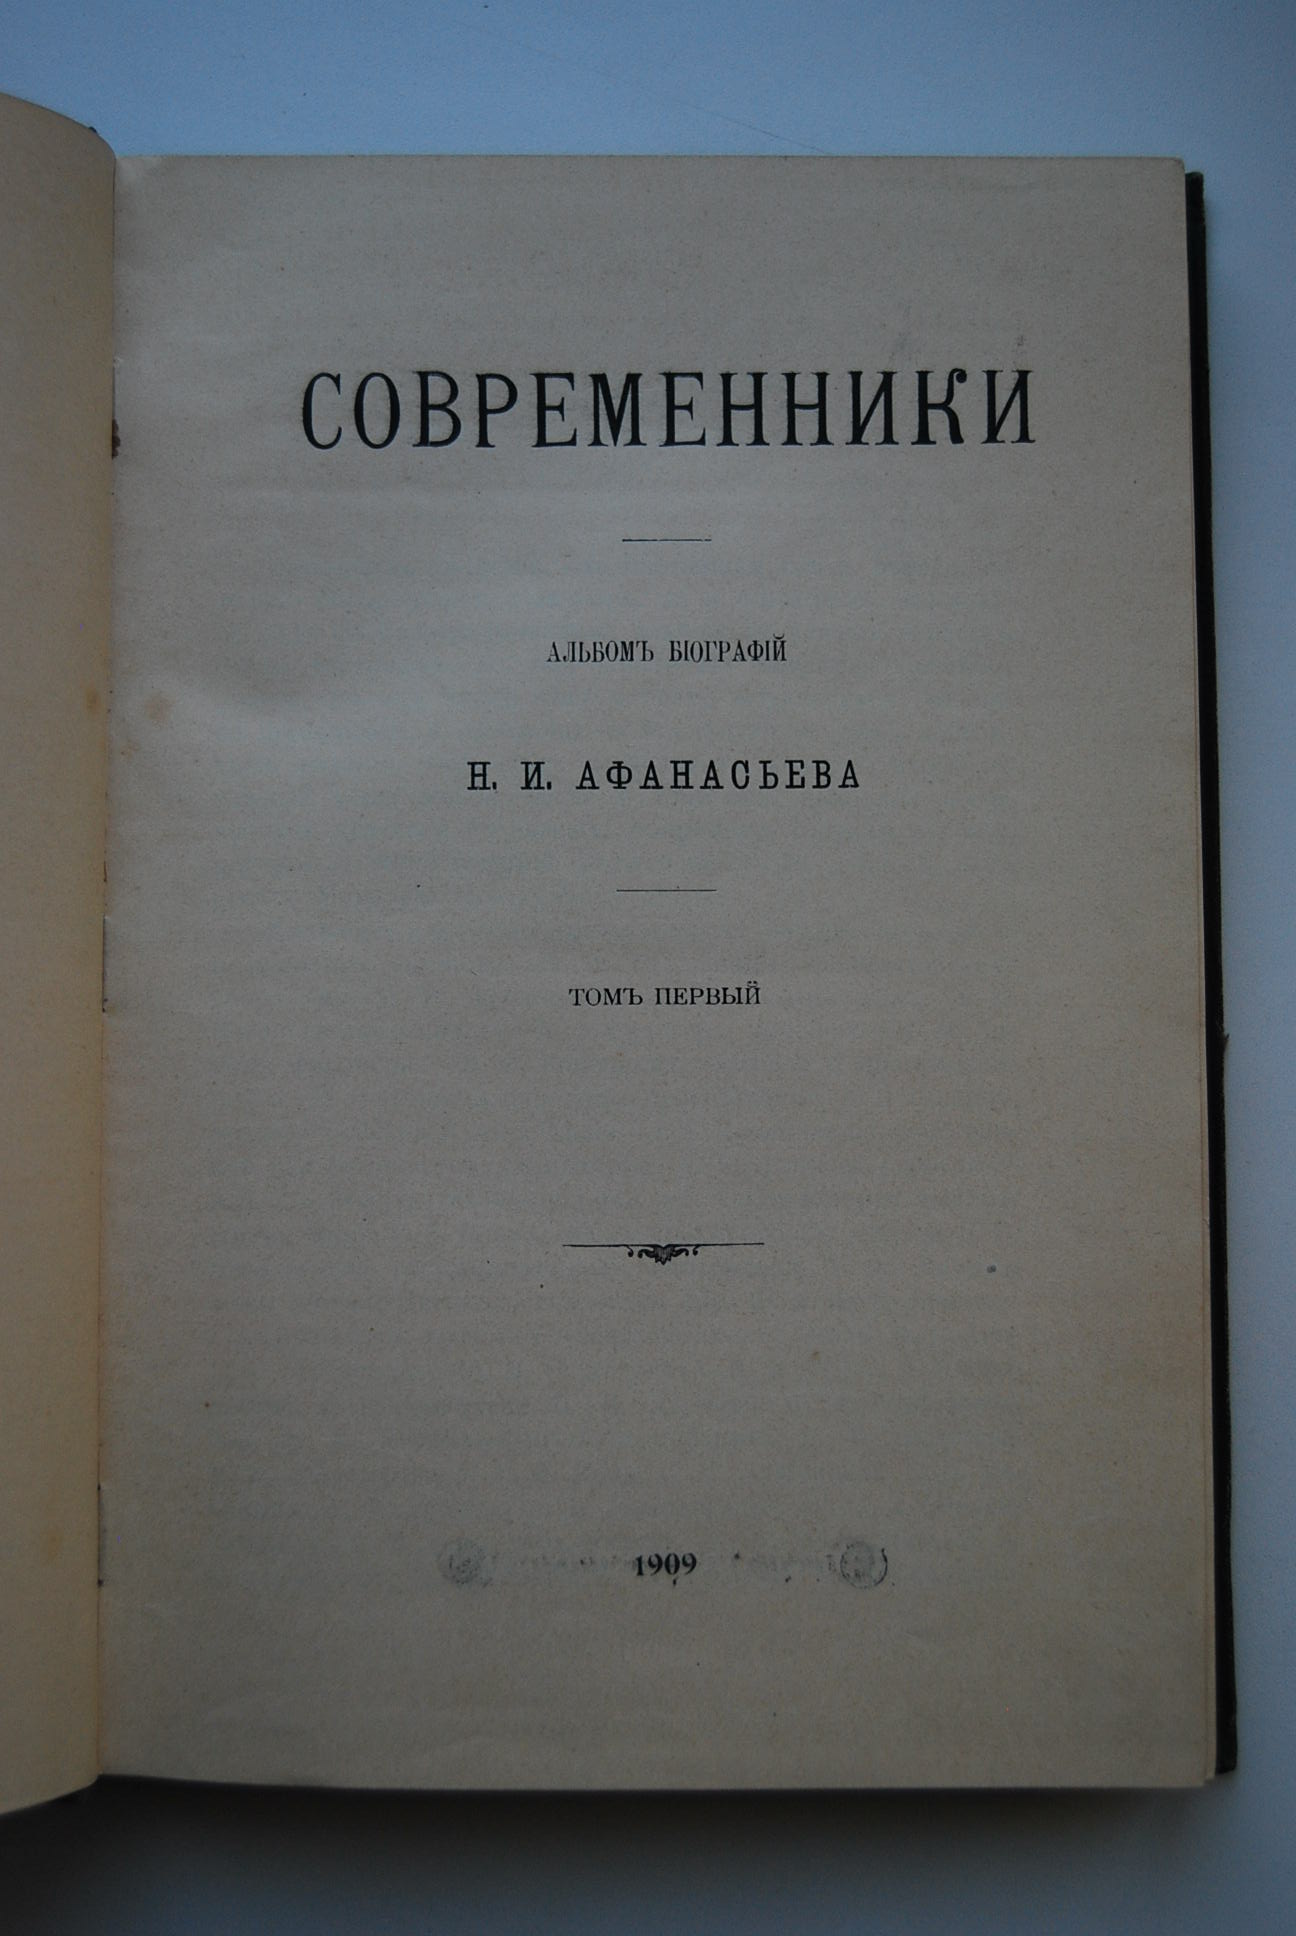 СОВРЕМЕННИКИ
АЛЬБОМЪ БІОГРАФІЙ
Н. И. АФАНАСЬЕВА
ТОМЪ ПЕРВЫЙ
1909